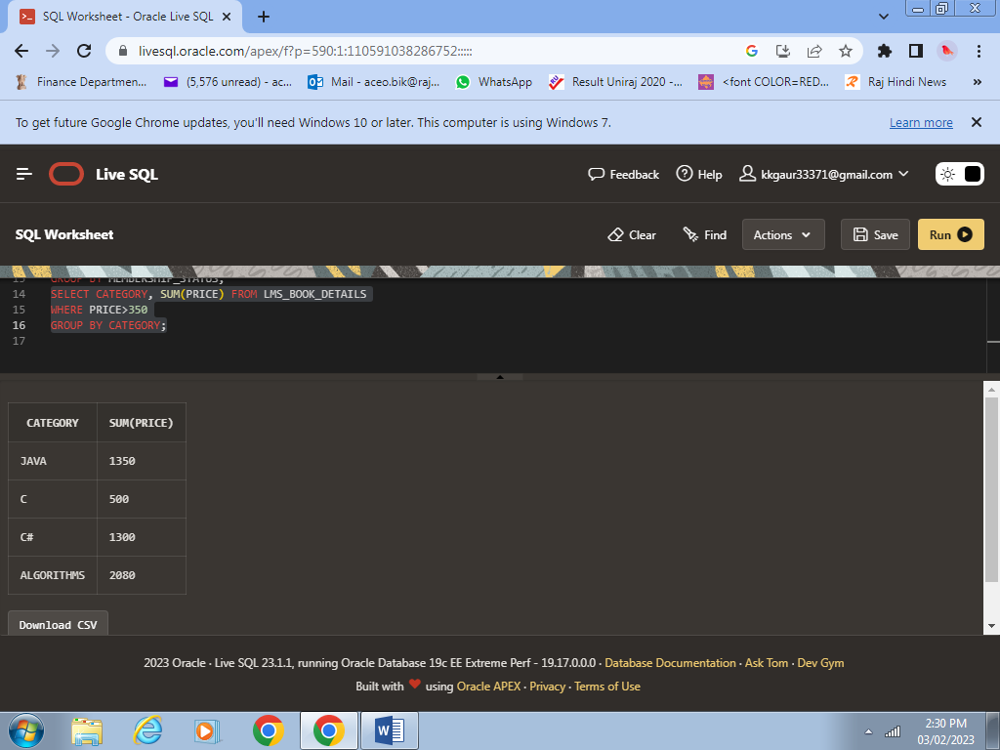 SQL Worksheet - Oracle Live SQL
livesql.oracle.com/apex/f?p=590:1:110591038286752:::::
Finance Departmen... (5,576 unread) - ac... Mail - aceo.bik@raj... WhatsApp Result Uniraj 2020 -... <font COLOR=RED... Raj Hindi News »
To get future Google Chrome updates, you'll need Windows 10 or later. This computer is using Windows 7. Learn more
Live SQL Feedback Help kkgaur33371@gmail.com
SQL Worksheet Clear Find Actions Save Run
13 GROUP BY MEMBERSHIP_STATUS;
14 SELECT CATEGORY, SUM(PRICE) FROM LMS_BOOK_DETAILS
15 WHERE PRICE>350
16 GROUP BY CATEGORY;
17
CATEGORY SUM(PRICE)
JAVA 1350
C 500
C# 1300
ALGORITHMS 2080
Download CSV
2023 Oracle · Live SQL 23.1.1, running Oracle Database 19c EE Extreme Perf - 19.17.0.0.0 · Database Documentation · Ask Tom · Dev Gym
Built with ❤ using Oracle APEX · Privacy · Terms of Use
2:30 PM
03/02/2023